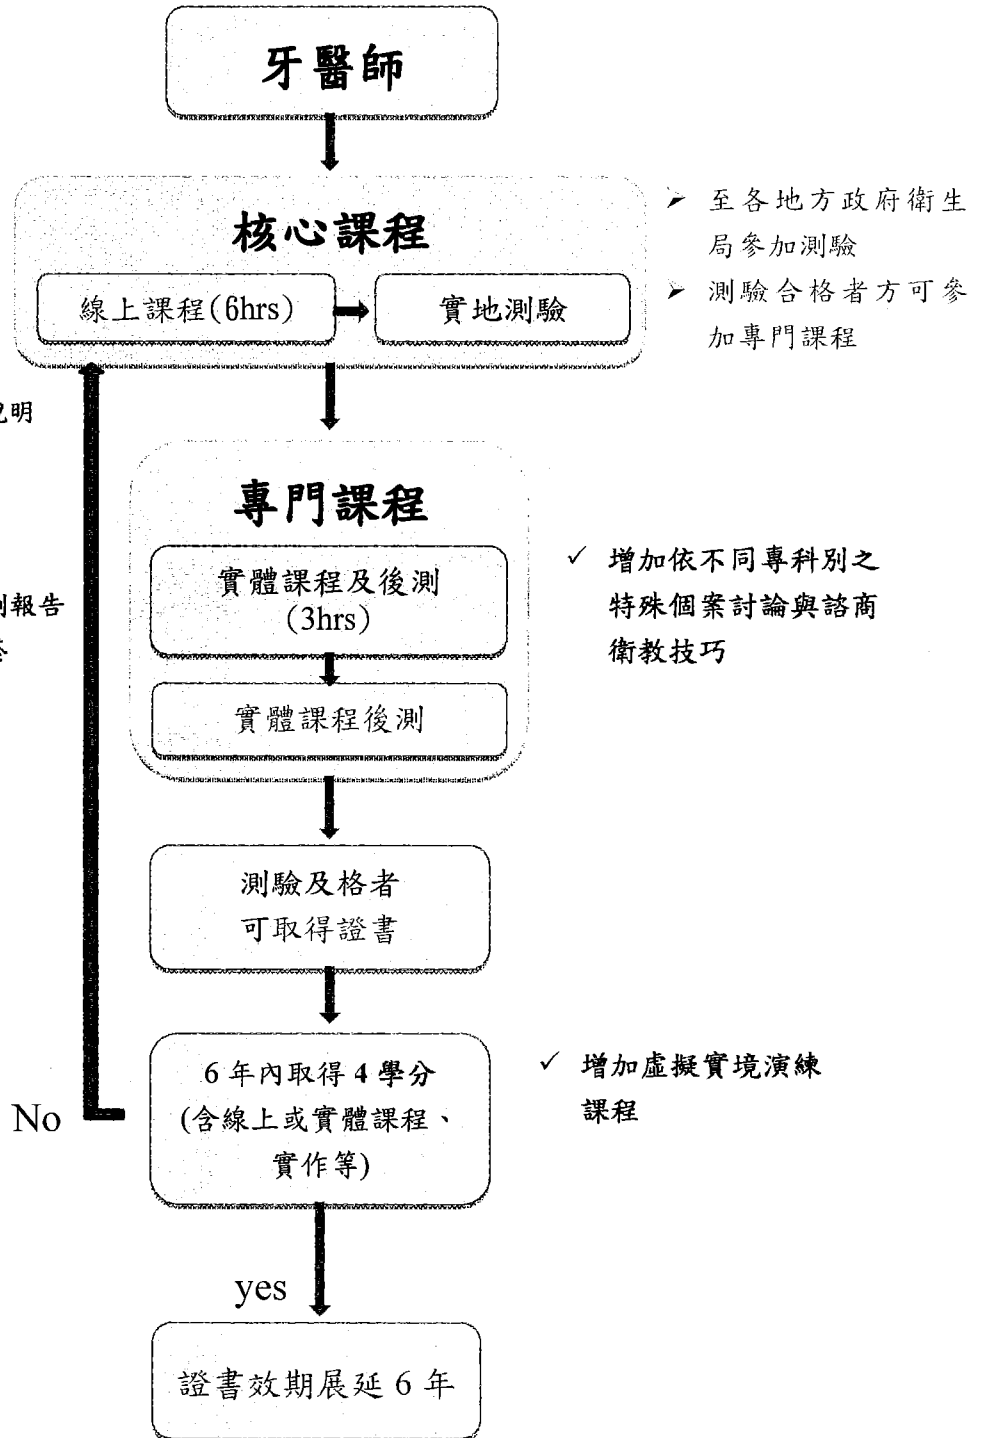 牙醫師
核心課程
線上課程(6hrs)
實地測驗
➤ 至各地方政府衛生
局參加測驗
➤ 測驗合格者方可參
加專門課程
明
專門課程
實體課程及後測
(3hrs)
實體課程後測
✓ 增加依不同專科別之
特殊個案討論與諮商
衛教技巧
報告
測驗及格者
可取得證書
6 年內取得 4 學分
(含線上或實體課程、
實作等)
✓ 增加虛擬實境演練
課程
No
yes
證書效期展延 6 年